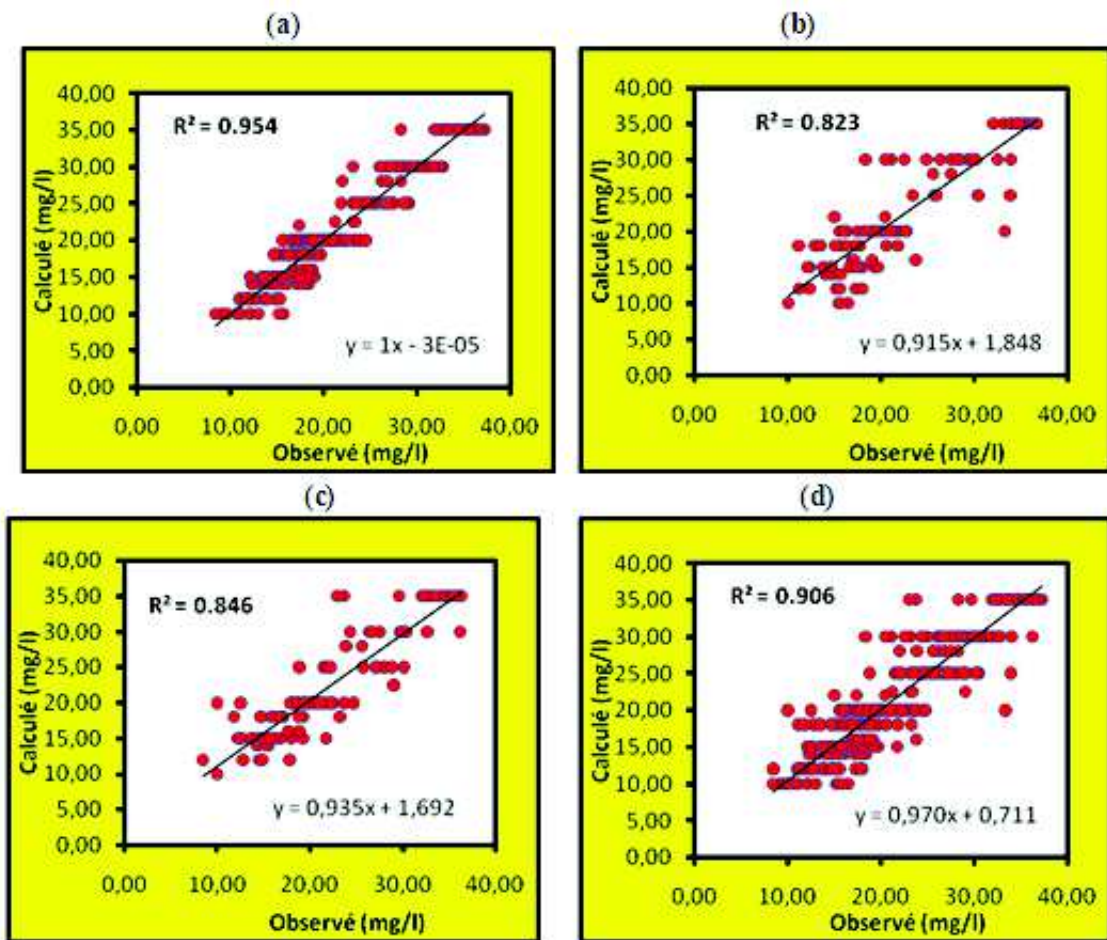 (a)
40,00
35,00
30,00
25,00
20,00
15,00
10,00
5,00
0,00
Calculé (mg/l)
R² = 0.954
y = 1x - 3E-05
0,00 10,00 20,00 30,00 40,00
Observé (mg/l)
(b)
40,00
35,00
30,00
25,00
20,00
15,00
10,00
5,00
0,00
Calculé (mg/l)
R² = 0.823
y = 0,915x + 1,848
0,00 10,00 20,00 30,00 40,00
Observé (mg/l)
(c)
40,00
35,00
30,00
25,00
20,00
15,00
10,00
5,00
0,00
Calculé (mg/l)
R² = 0.846
y = 0,935x + 1,692
0,00 10,00 20,00 30,00 40,00
Observé (mg/l)
(d)
40,00
35,00
30,00
25,00
20,00
15,00
10,00
5,00
0,00
Calculé (mg/l)
R² = 0.906
y = 0,970x + 0,711
0,00 10,00 20,00 30,00 40,00
Observé (mg/l)